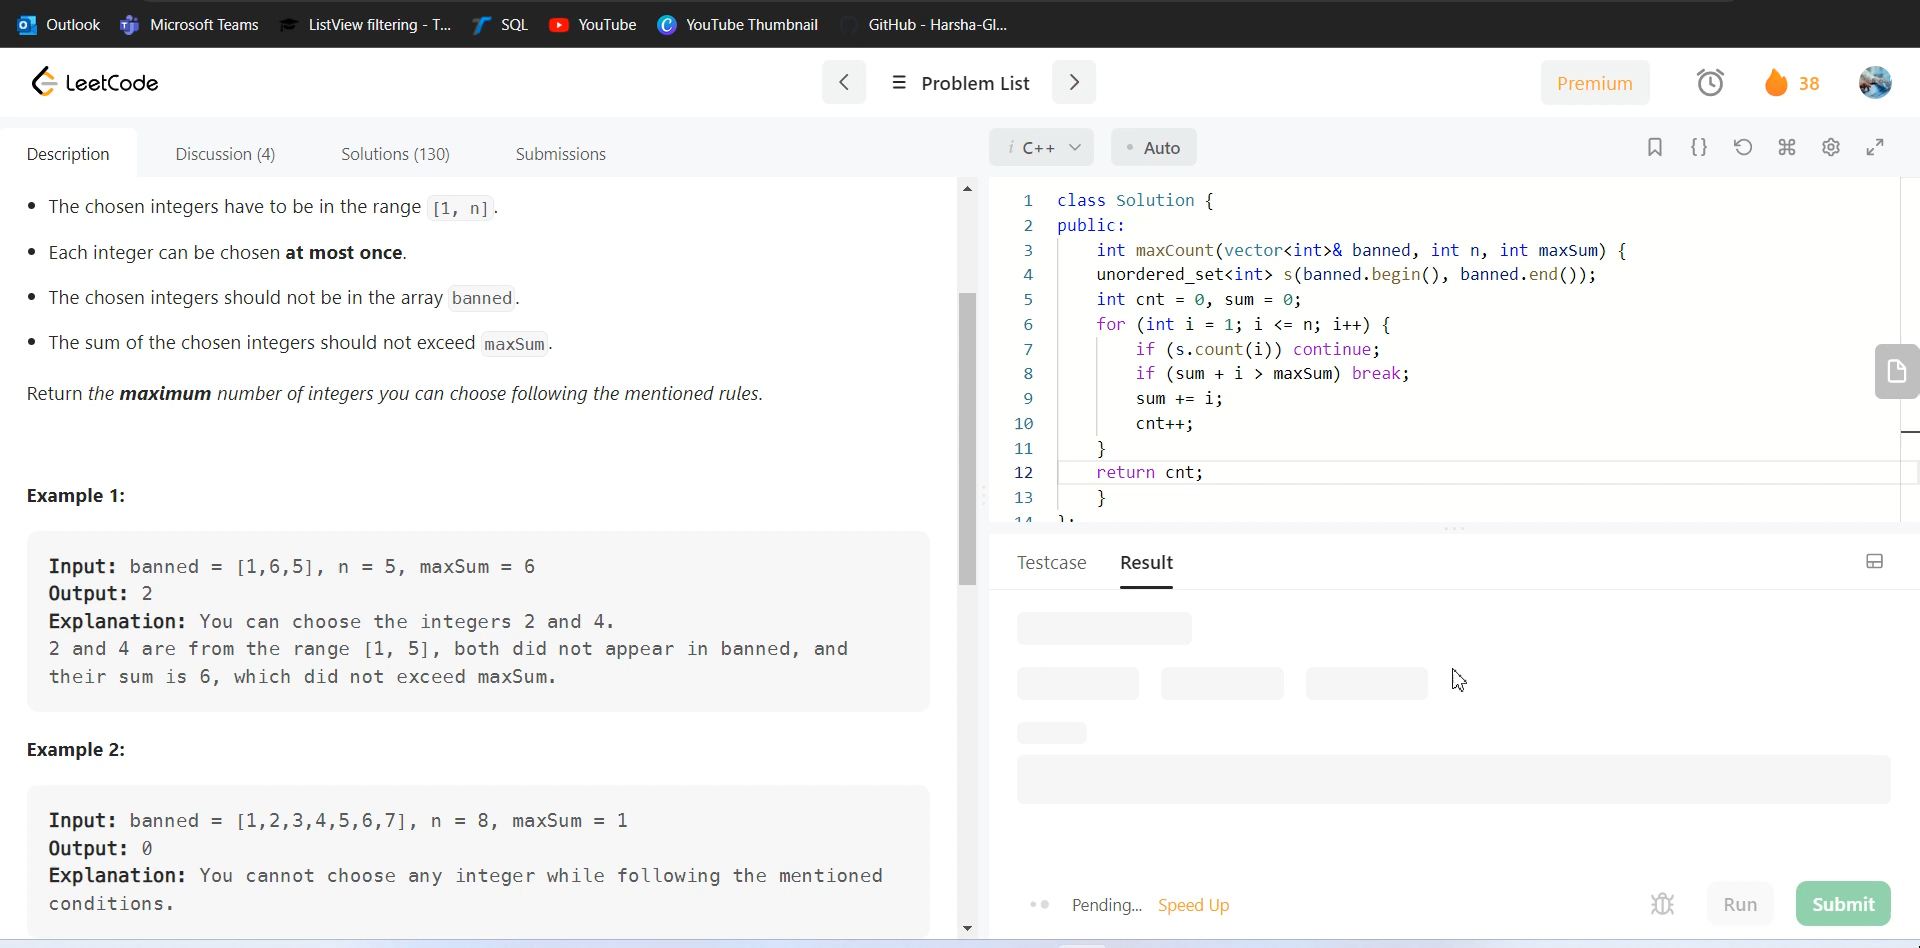 Outlook Microsoft Teams ListView filtering - T... SQL YouTube YouTube Thumbnail GitHub - Harsha-Gl...
LeetCode Problem List Premium 38
Description Discussion (4) Solutions (130) Submissions
• The chosen integers have to be in the range [1, n].
• Each integer can be chosen at most once.
• The chosen integers should not be in the array banned.
• The sum of the chosen integers should not exceed maxSum.
Return the maximum number of integers you can choose following the mentioned rules.
Example 1:
Input: banned = [1,6,5], n = 5, maxSum = 6
Output: 2
Explanation: You can choose the integers 2 and 4.
2 and 4 are from the range [1, 5], both did not appear in banned, and
their sum is 6, which did not exceed maxSum.
Example 2:
Input: banned = [1,2,3,4,5,6,7], n = 8, maxSum = 1
Output: 0
Explanation: You cannot choose any integer while following the mentioned
conditions.
i C++ • Auto
1 class Solution {
2 public:
3 int maxCount(vector<int>& banned, int n, int maxSum) {
4 unordered_set<int> s(banned.begin(), banned.end());
5 int cnt = 0, sum = 0;
6 for (int i = 1; i <= n; i++) {
7 if (s.count(i)) continue;
8 if (sum + i > maxSum) break;
9 sum += i;
10 cnt++;
11 }
12 return cnt;
13 }
14 };
Testcase Result
Pending... Speed Up Run Submit